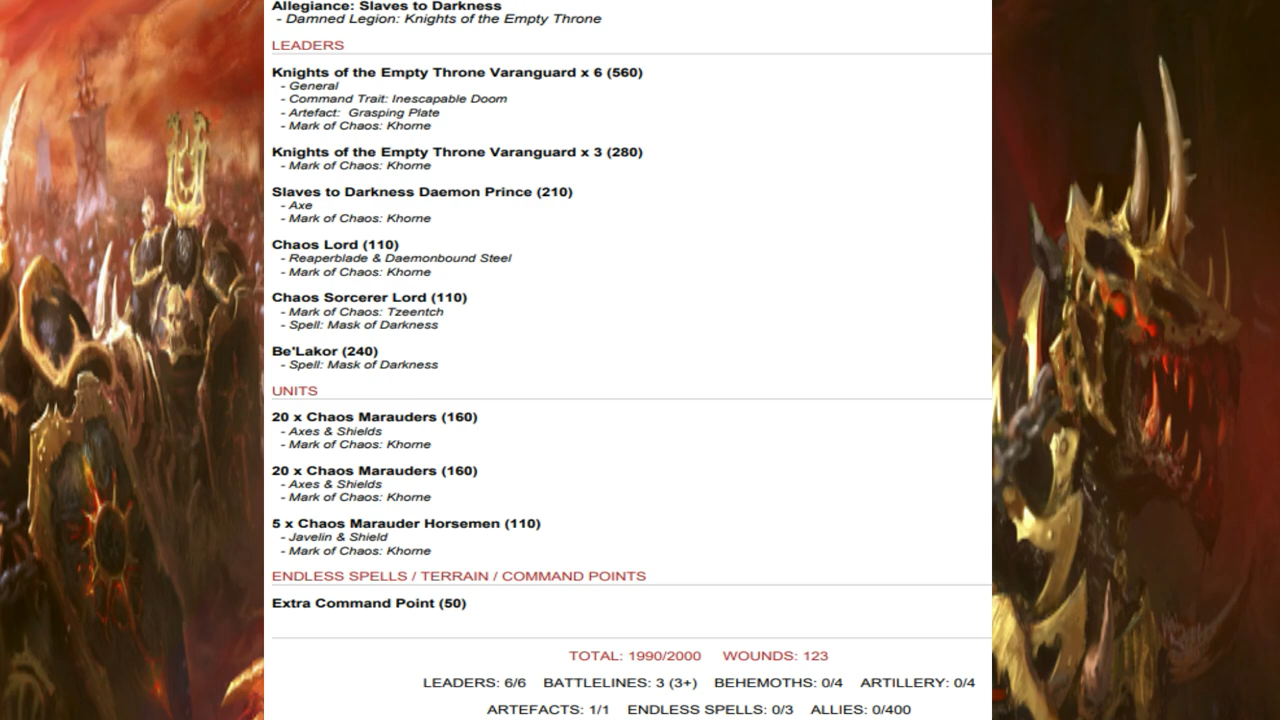 Allegiance: Slaves to Darkness
- Damned Legion: Knights of the Empty Throne
LEADERS
Knights of the Empty Throne Varanguard x 6 (560)
- General
- Command Trait: Inescapable Doom
- Artefact: Grasping Plate
- Mark of Chaos: Khorne
Knights of the Empty Throne Varanguard x 3 (280)
- Mark of Chaos: Khorne
Slaves to Darkness Daemon Prince (210)
- Axe
- Mark of Chaos: Khorne
Chaos Lord (110)
- Reaperblade & Daemonbound Steel
- Mark of Chaos: Khorne
Chaos Sorcerer Lord (110)
- Mark of Chaos: Tzeentch
- Spell: Mask of Darkness
Be'Lakor (240)
- Spell: Mask of Darkness
UNITS
20 x Chaos Marauders (160)
- Axes & Shields
- Mark of Chaos: Khorne
20 x Chaos Marauders (160)
- Axes & Shields
- Mark of Chaos: Khorne
5 x Chaos Marauder Horsemen (110)
- Javelin & Shield
- Mark of Chaos: Khorne
ENDLESS SPELLS / TERRAIN / COMMAND POINTS
Extra Command Point (50)
TOTAL: 1990/2000 WOUNDS: 123
LEADERS: 6/6 BATTLELINES: 3 (3+) BEHEMOTHS: 0/4 ARTILLERY: 0/4
ARTEFACTS: 1/1 ENDLESS SPELLS: 0/3 ALLIES: 0/400